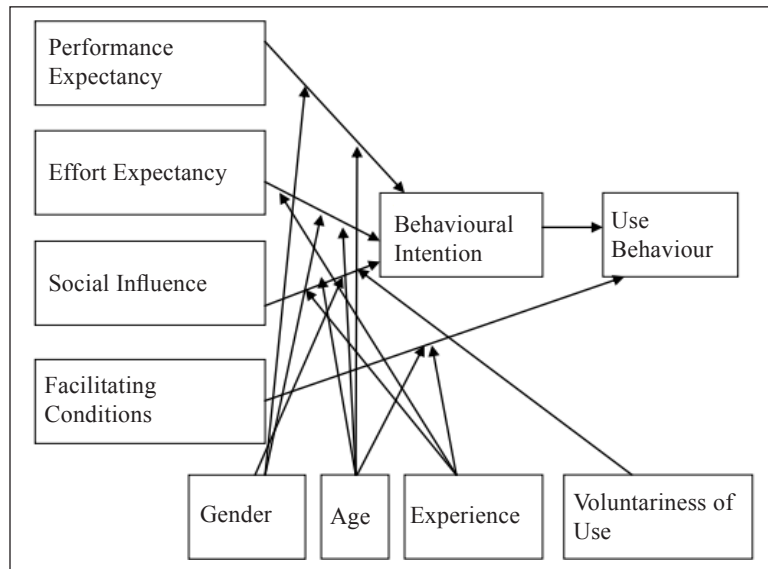 Performance
Expectancy
Effort Expectancy
Social Influence
Facilitating
Conditions
Behavioural
Intention
Use
Behaviour
Gender
Age
Experience
Voluntariness of
Use